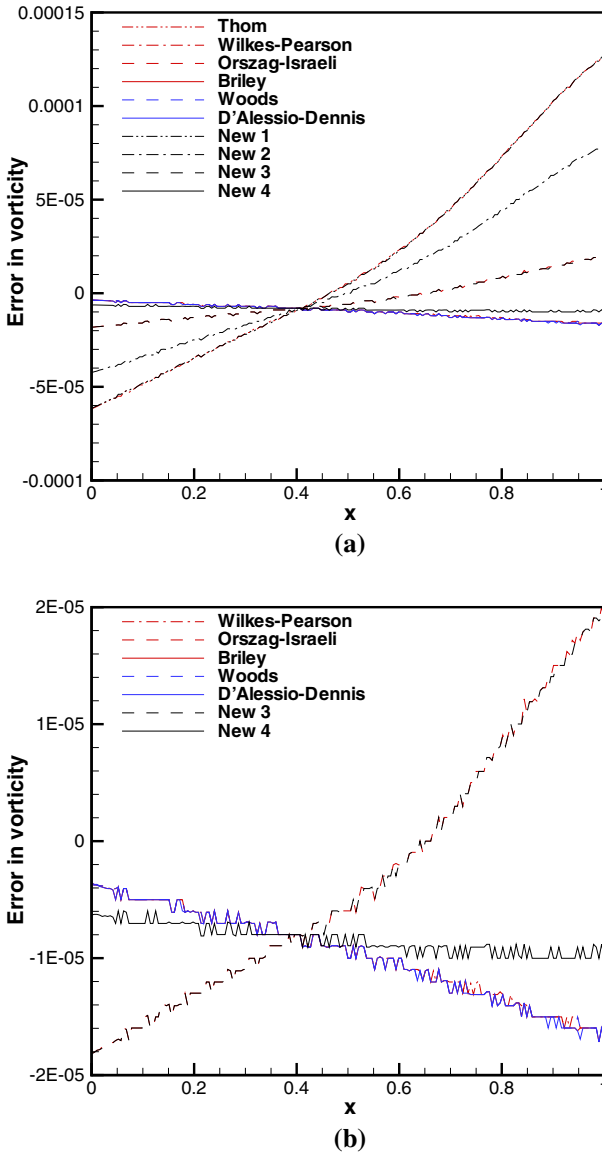 0.00015
0.0001
5E-05
0
-5E-05
-0.0001
Error in vorticity
Thom
Wilkes-Pearson
Orszag-Israeli
Briley
Woods
D'Alessio-Dennis
New 1
New 2
New 3
New 4
0 0.2 0.4 0.6 0.8 1
x
(a)
2E-05
1E-05
0
-1E-05
-2E-05
Error in vorticity
Wilkes-Pearson
Orszag-Israeli
Briley
Woods
D'Alessio-Dennis
New 3
New 4
0 0.2 0.4 0.6 0.8 1
x
(b)